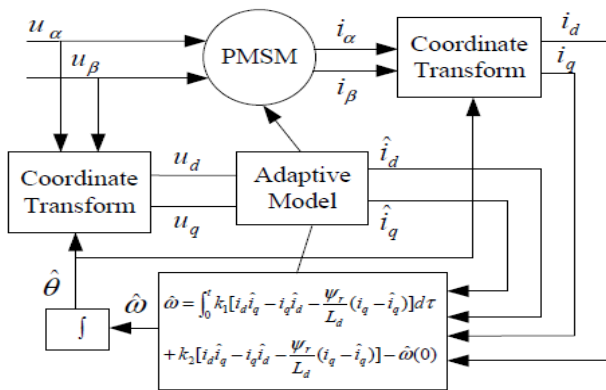 u_α
u_β
PMSM
i_α
i_β
Coordinate
Transform
i_d
i_q
Coordinate
Transform
u_d
u_q
Adaptive
Model
î_d
î_q
θ̂
∫
ω̂
ω̂ = ∫₀ᵗ k₁[i_d î_q − i_q î_d − ψ_r/L_d (i_q − î_q)]dτ
+ k₂[i_d î_q − i_q î_d − ψ_r/L_d (i_q − î_q)] − ω̂(0)